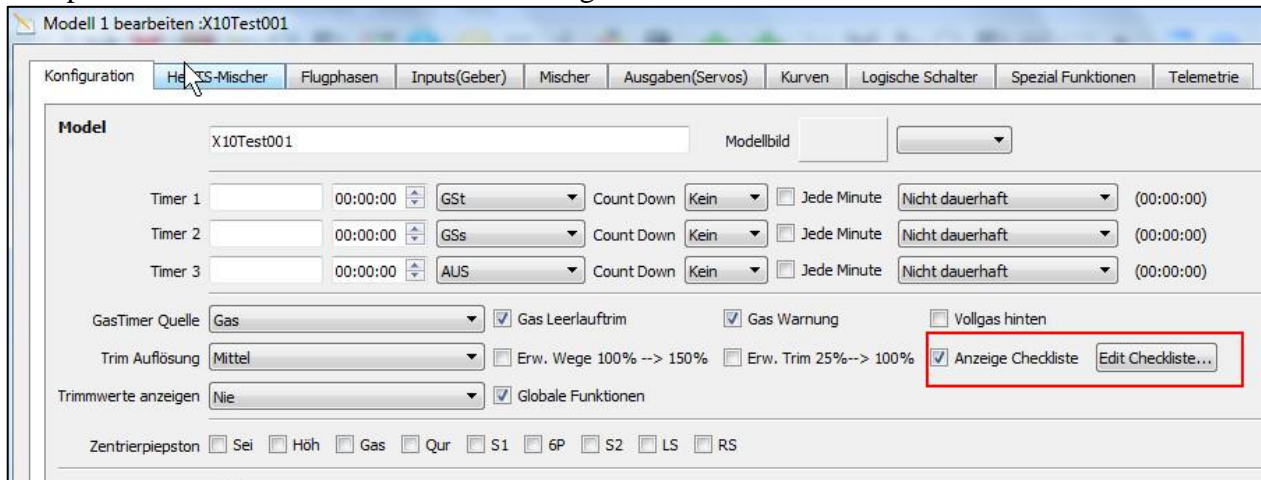 Modell 1 bearbeiten :X10Test001
Konfiguration Flugphasen Inputs(Geber) Mischer Ausgaben(Servos) Kurven Logische Schalter Spezial Funktionen Telemetrie
Model X10Test001 Modellbild
Timer 1 00:00:00 GSt Count Down Kein Jede Minute Nicht dauerhaft (00:00:00)
Timer 2 00:00:00 GSs Count Down Kein Jede Minute Nicht dauerhaft (00:00:00)
Timer 3 00:00:00 AUS Count Down Kein Jede Minute Nicht dauerhaft (00:00:00)
GasTimer Quelle Gas Gas Leerlauftrim Gas Warnung Vollgas hinten
Trim Auflösung Mittel Erw. Wege 100% --> 150% Erw. Trim 25%--> 100% Anzeige Checkliste Edit Checkliste...
Trimmwerte anzeigen Nie Globale Funktionen
Zentrierpiepston Sei Höh Gas Qur S1 6P S2 LS RS